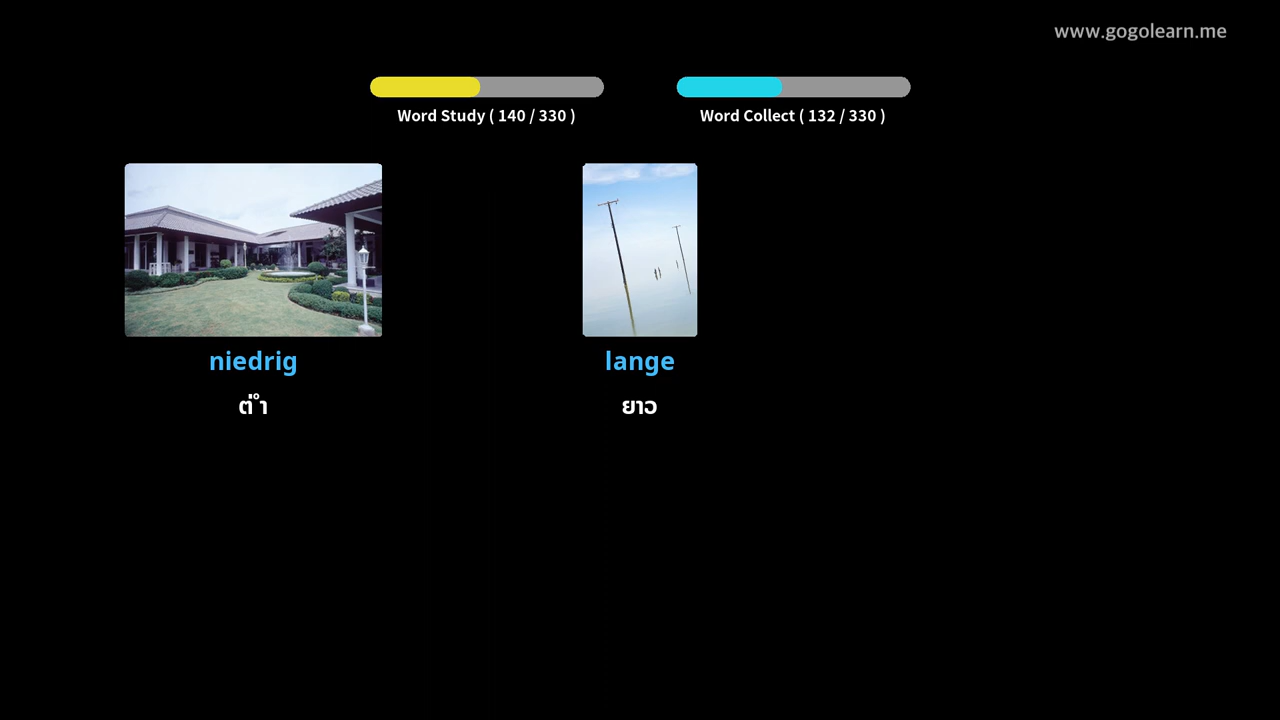 www.gogolearn.me
Word Study ( 140 / 330 )
Word Collect ( 132 / 330 )
niedrig
lange
ต่ำ
ยาว